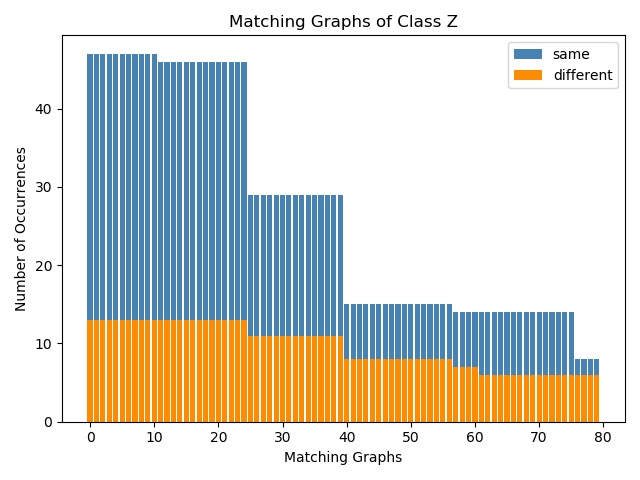 Matching Graphs of Class Z
same
different
Number of Occurrences
40
30
20
10
0
0 10 20 30 40 50 60 70 80
Matching Graphs